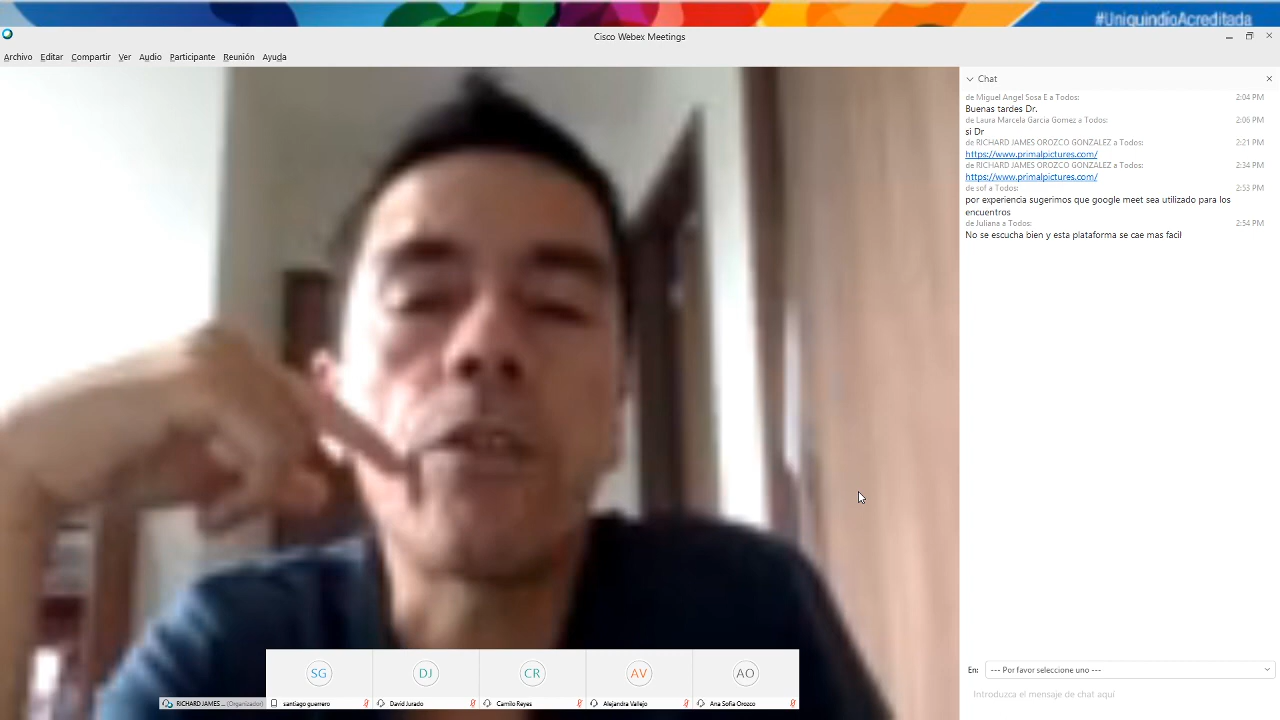 #UniquindíoAcreditada
Cisco Webex Meetings
Archivo Editar Compartir Ver Audio Participante Reunión Ayuda
Chat
de Miguel Angel Sosa E a Todos: 2:04 PM
Buenas tardes Dr.
de Laura Marcela Garcia Gomez a Todos: 2:06 PM
si Dr
de RICHARD JAMES OROZCO GONZALEZ a Todos: 2:21 PM
https://www.primalpictures.com/
de RICHARD JAMES OROZCO GONZALEZ a Todos: 2:34 PM
https://www.primalpictures.com/
de sof a Todos: 2:53 PM
por experiencia sugerimos que google meet sea utilizado para los
encuentros
de Juliana a Todos: 2:54 PM
No se escucha bien y esta plataforma se cae mas facil
En: --- Por favor seleccione uno ---
Introduzca el mensaje de chat aquí
SG DJ CR AV AO
RICHARD JAMES ... (Organizador) santiago guerrero David Jurado Camilo Reyes Alejandra Vallejo Ana Sofia Orozco